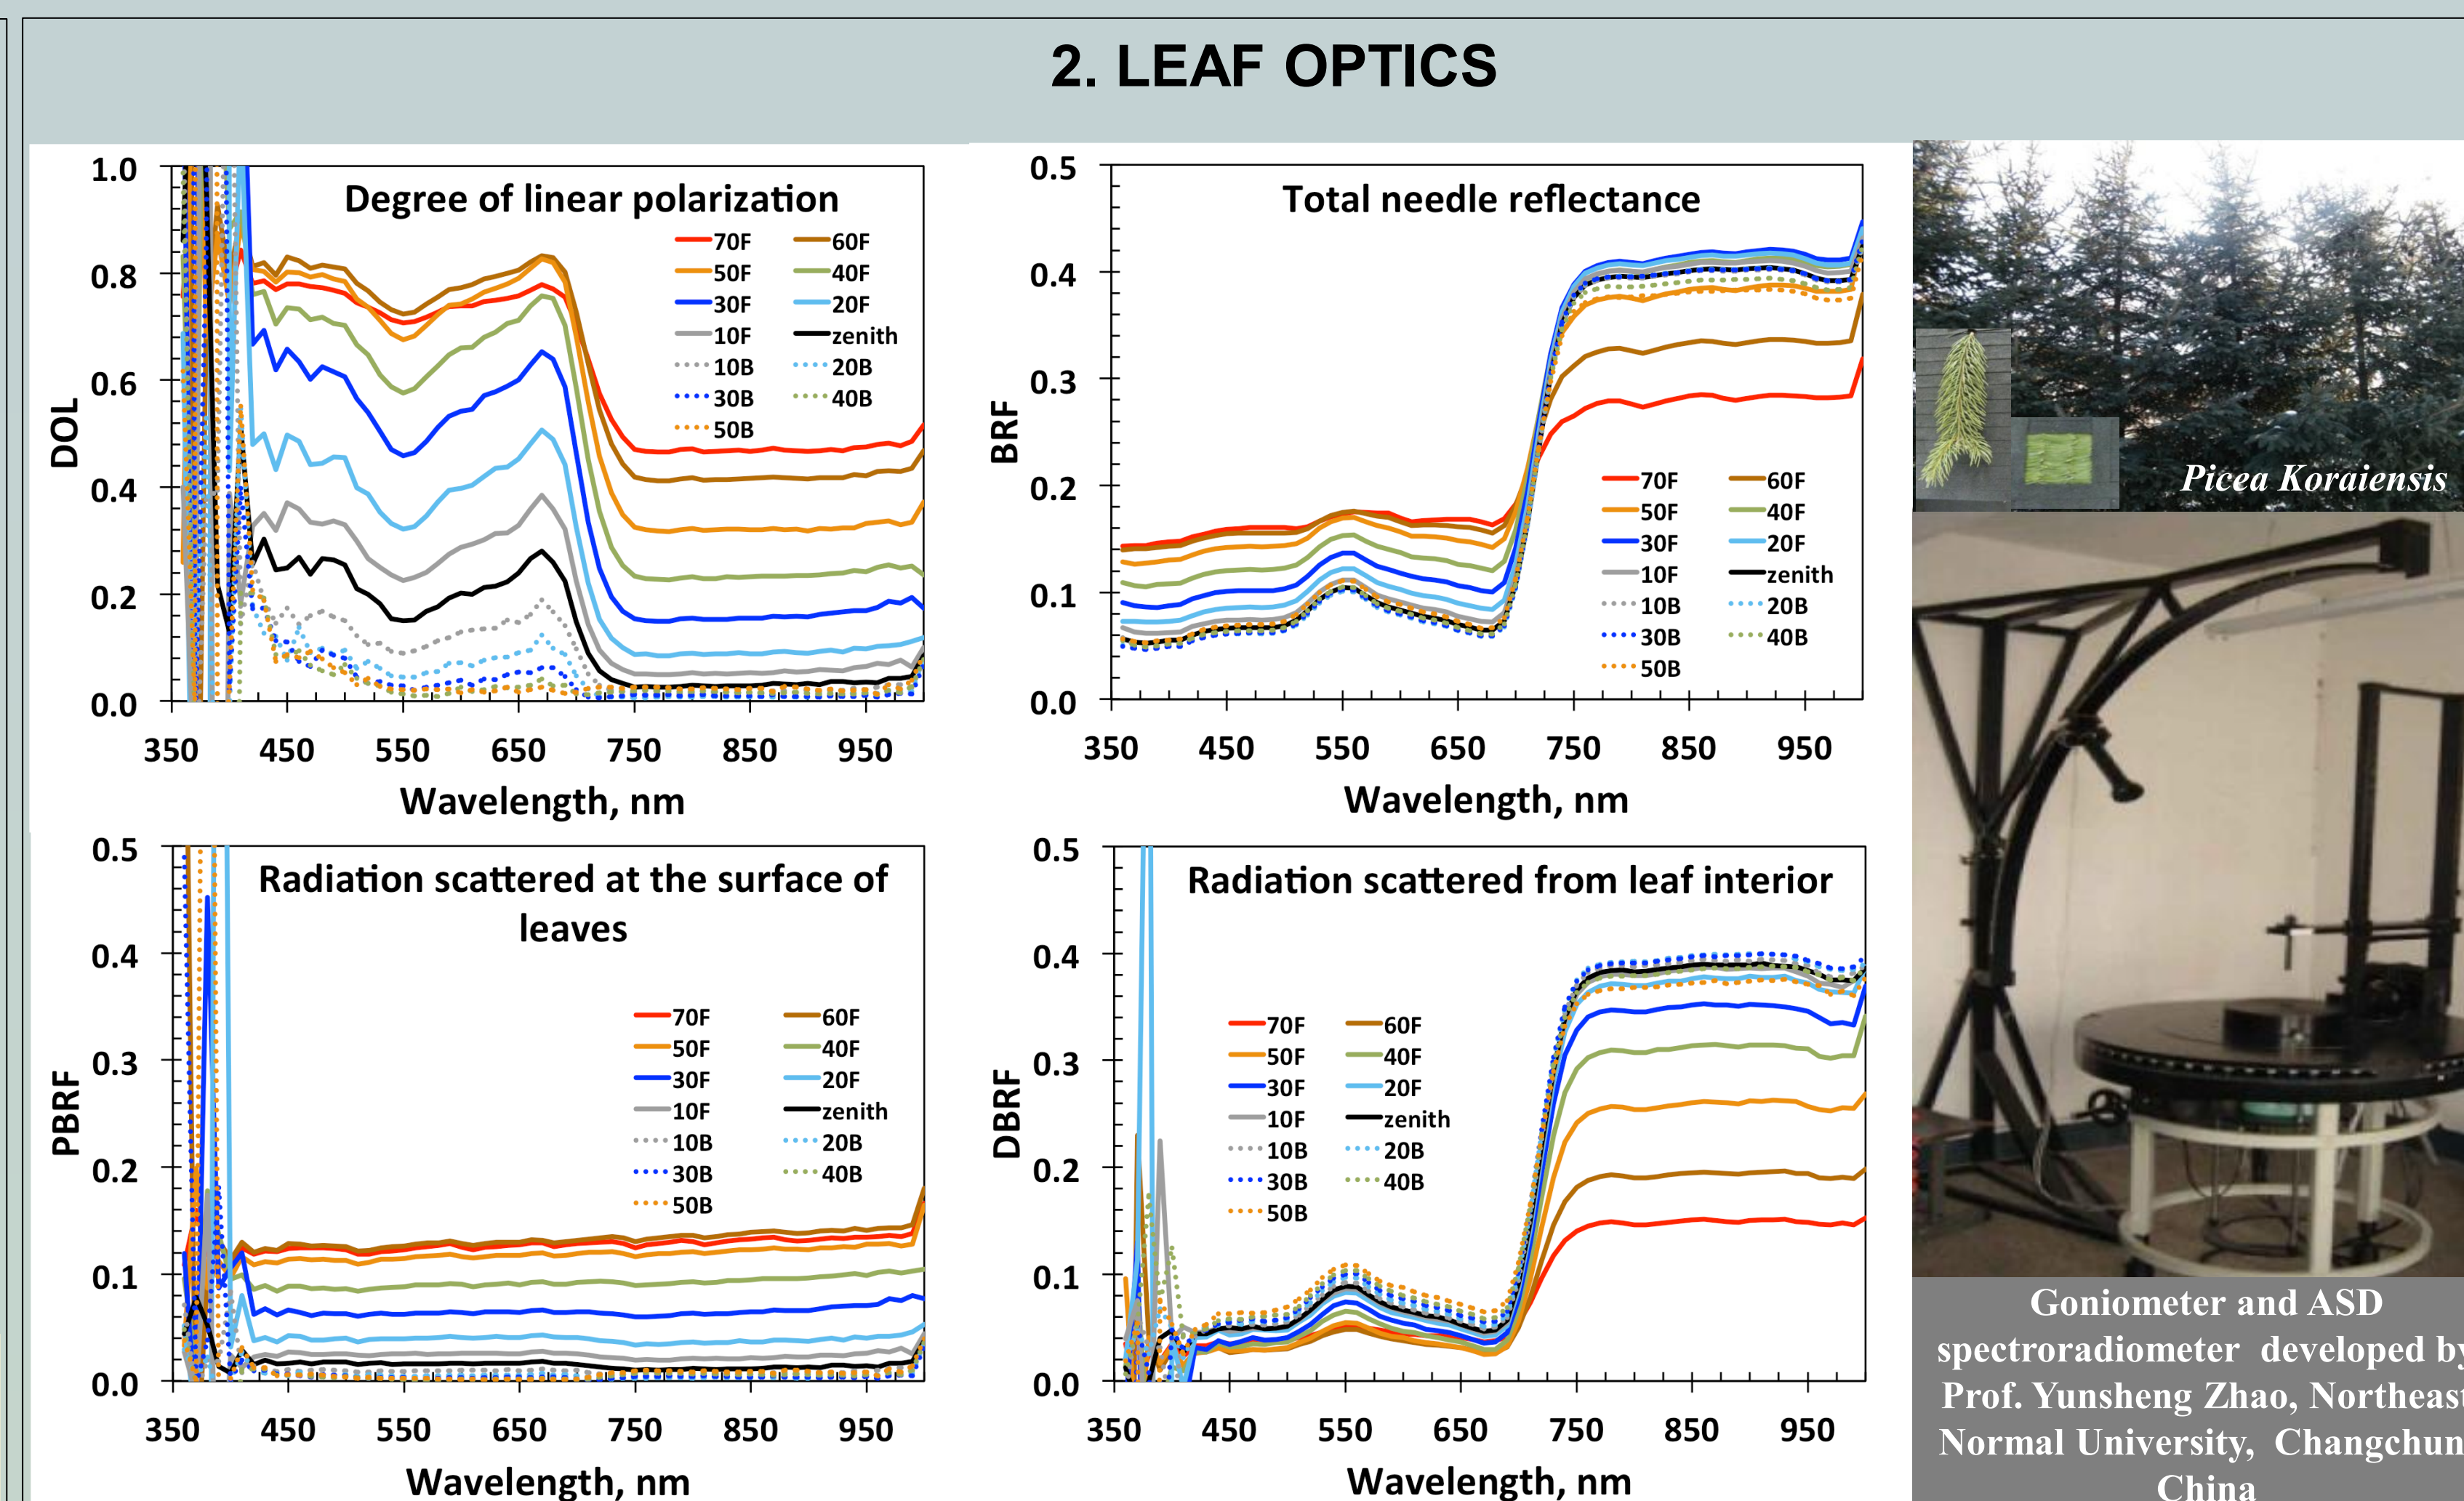 2. LEAF OPTICS
Degree of linear polarization
1.0
0.8
0.6
0.4
0.2
0.0
DOL
70F 60F
50F 40F
30F 20F
10F zenith
10B 20B
30B 40B
50B
350 450 550 650 750 850 950
Wavelength, nm
Total needle reflectance
0.5
0.4
0.3
0.2
0.1
0.0
BRF
70F 60F
50F 40F
30F 20F
10F zenith
10B 20B
30B 40B
50B
350 450 550 650 750 850 950
Wavelength, nm
Picea Koraiensis
Radiation scattered at the surface of
leaves
0.5
0.4
0.3
0.2
0.1
0.0
PBRF
70F 60F
50F 40F
30F 20F
10F zenith
10B 20B
30B 40B
50B
350 450 550 650 750 850 950
Wavelength, nm
Radiation scattered from leaf interior
0.5
0.4
0.3
0.2
0.1
0.0
DBRF
70F 60F
50F 40F
30F 20F
10F zenith
10B 20B
30B 40B
50B
350 450 550 650 750 850 950
Wavelength, nm
Goniometer and ASD
spectroradiometer developed by
Prof. Yunsheng Zhao, Northeast
Normal University, Changchun
China